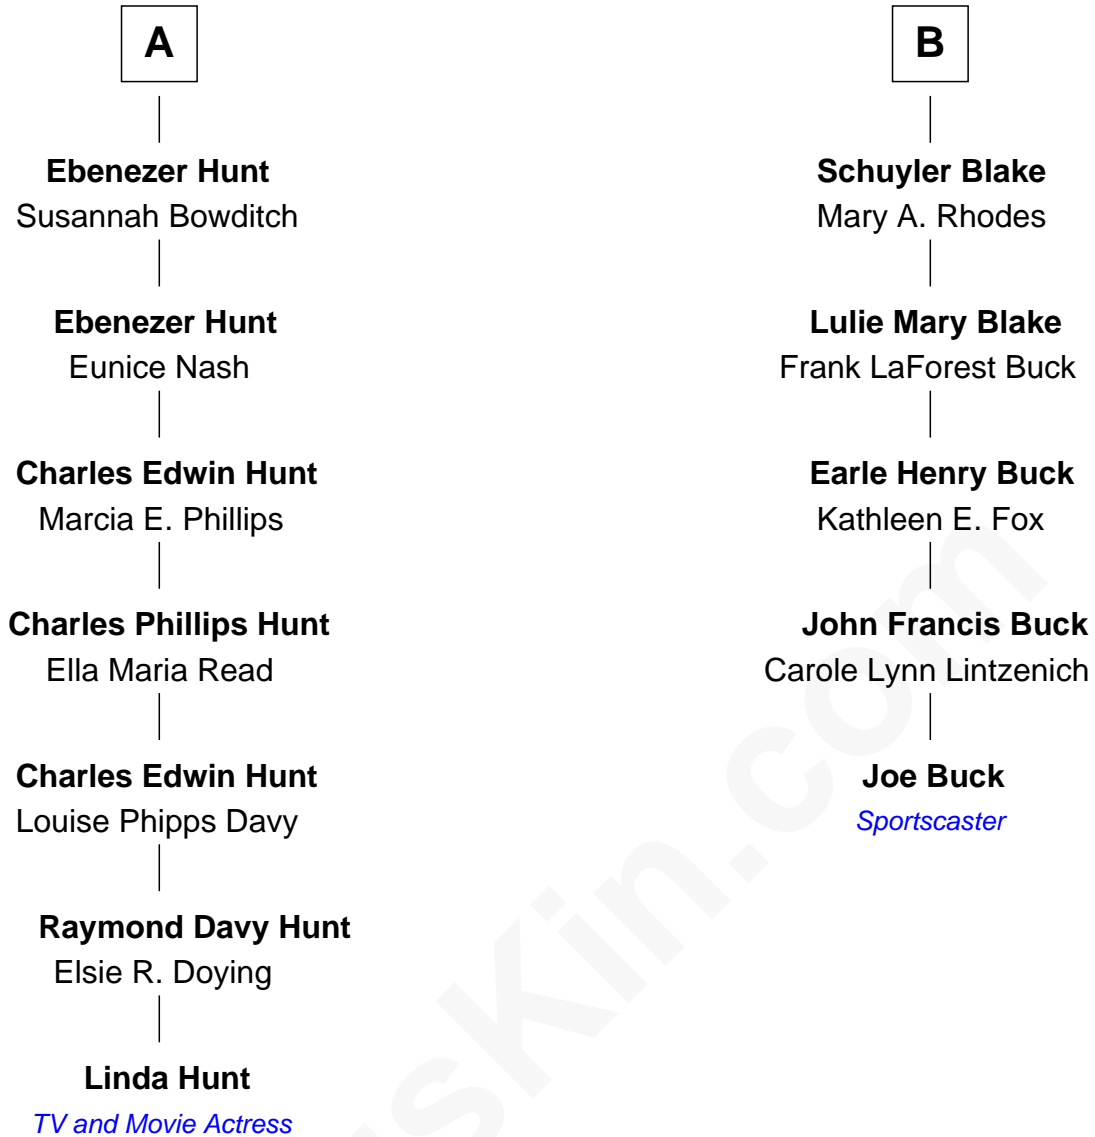 A
Ebenezer Hunt
Susannah Bowditch
Ebenezer Hunt
Eunice Nash
Charles Edwin Hunt
Marcia E. Phillips
Charles Phillips Hunt
Ella Maria Read
Charles Edwin Hunt
Louise Phipps Davy
Raymond Davy Hunt
Elsie R. Doying
Linda Hunt
TV and Movie Actress
B
Schuyler Blake
Mary A. Rhodes
Lulie Mary Blake
Frank LaForest Buck
Earle Henry Buck
Kathleen E. Fox
John Francis Buck
Carole Lynn Lintzenich
Joe Buck
Sportscaster
usKin.com